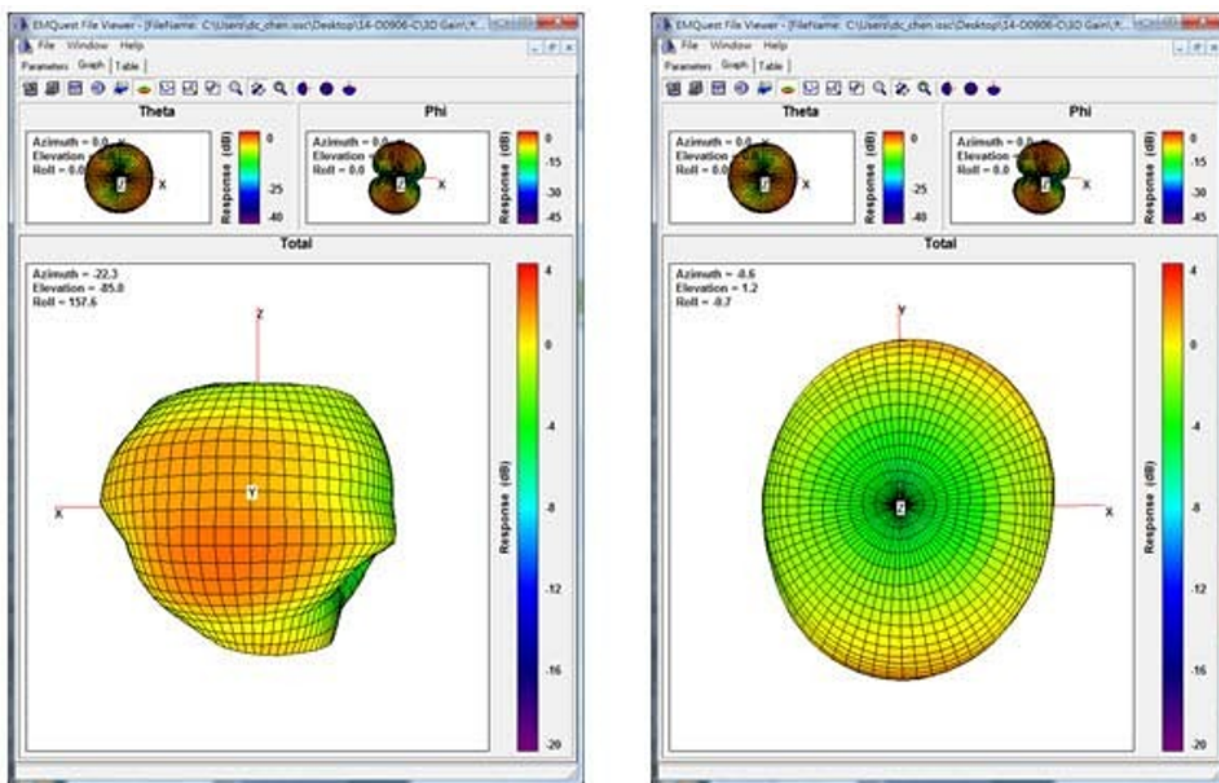 EMQuest File Viewer - [FileName: C:\Users\dc_chen.issc\Desktop\14-D0906-C\3D Gain\
File Window Help
Parameters Graph Table
Theta
Azimuth = 0.0
Elevation =
Roll = 0.0
Z
X
Response (dB)
0
-25
-40
Phi
Azimuth = 0.0
Elevation =
Roll = 0.0
Z
X
Response (dB)
0
-15
-30
-45
Total
Azimuth = -22.3
Elevation = -85.0
Roll = 157.6
Z
Y
X
Response (dB)
4
0
-4
-8
-12
-16
-20
EMQuest File Viewer - [FileName: C:\Users\dc_chen.issc\Desktop\14-D0906-C\3D Gain\
File Window Help
Parameters Graph Table
Theta
Azimuth = 0.0
Elevation =
Roll = 0.0
Z
X
Response (dB)
0
-25
-40
Phi
Azimuth = 0.0
Elevation =
Roll = 0.0
Z
X
Response (dB)
0
-15
-30
-45
Total
Azimuth = -0.6
Elevation = 1.2
Roll = -0.7
Y
Z
X
Response (dB)
4
0
-4
-8
-12
-16
-20